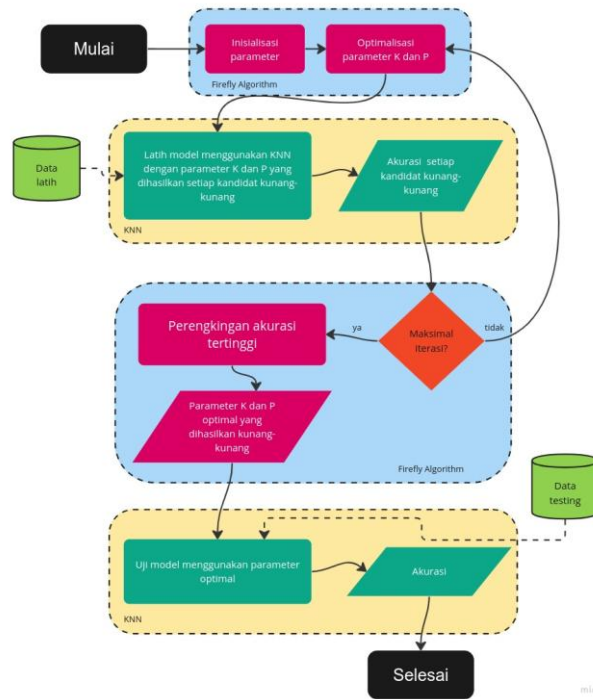 Mulai
Inisialisasi
parameter
Optimalisasi
parameter K dan P
Firefly Algorithm
Data
latih
Latih model menggunakan KNN
dengan parameter K dan P yang
dihasilkan setiap kandidat kunang-
kunang
Akurasi setiap
kandidat kunang-
kunang
KNN
Perengkingan akurasi
tertinggi
ya
Maksimal
iterasi?
tidak
Parameter K dan P
optimal yang
dihasilkan kunang-
kunang
Firefly Algorithm
Data
testing
Uji model menggunakan parameter
optimal
Akurasi
KNN
Selesai